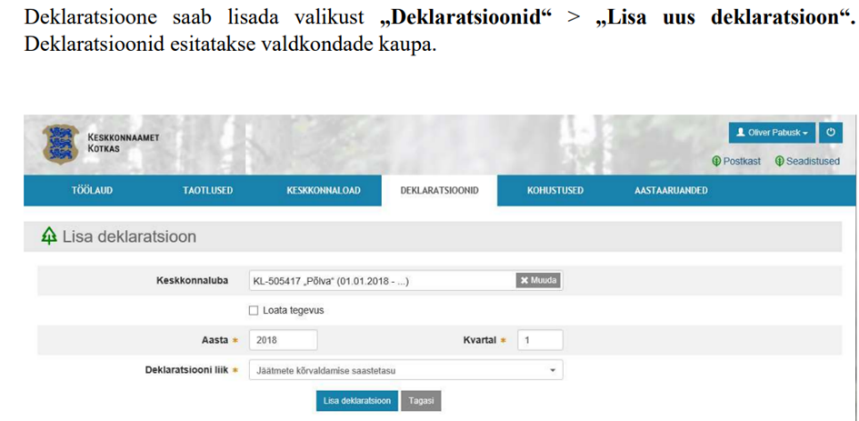 Deklaratsioone saab lisada valikust „Deklaratsioonid“ > „Lisa uus deklaratsioon“.
Deklaratsioonid esitatakse valdkondade kaupa.
KESKKONNAAMET
KOTKAS
Oliver Pabusk
Postkast Seadistused
TÖÖLAUD TAOTLUSED KESKKONNALOAD DEKLARATSIOONID KOHUSTUSED AASTAARUANDED
Lisa deklaratsioon
Keskkonnaluba KL-505417 „Põlva“ (01.01.2018 - ...) Muuda
Loata tegevus
Aasta 2018 Kvartal 1
Deklaratsiooni liik Jäätmete kõrvaldamise saastetasu
Lisa deklaratsioon Tagasi